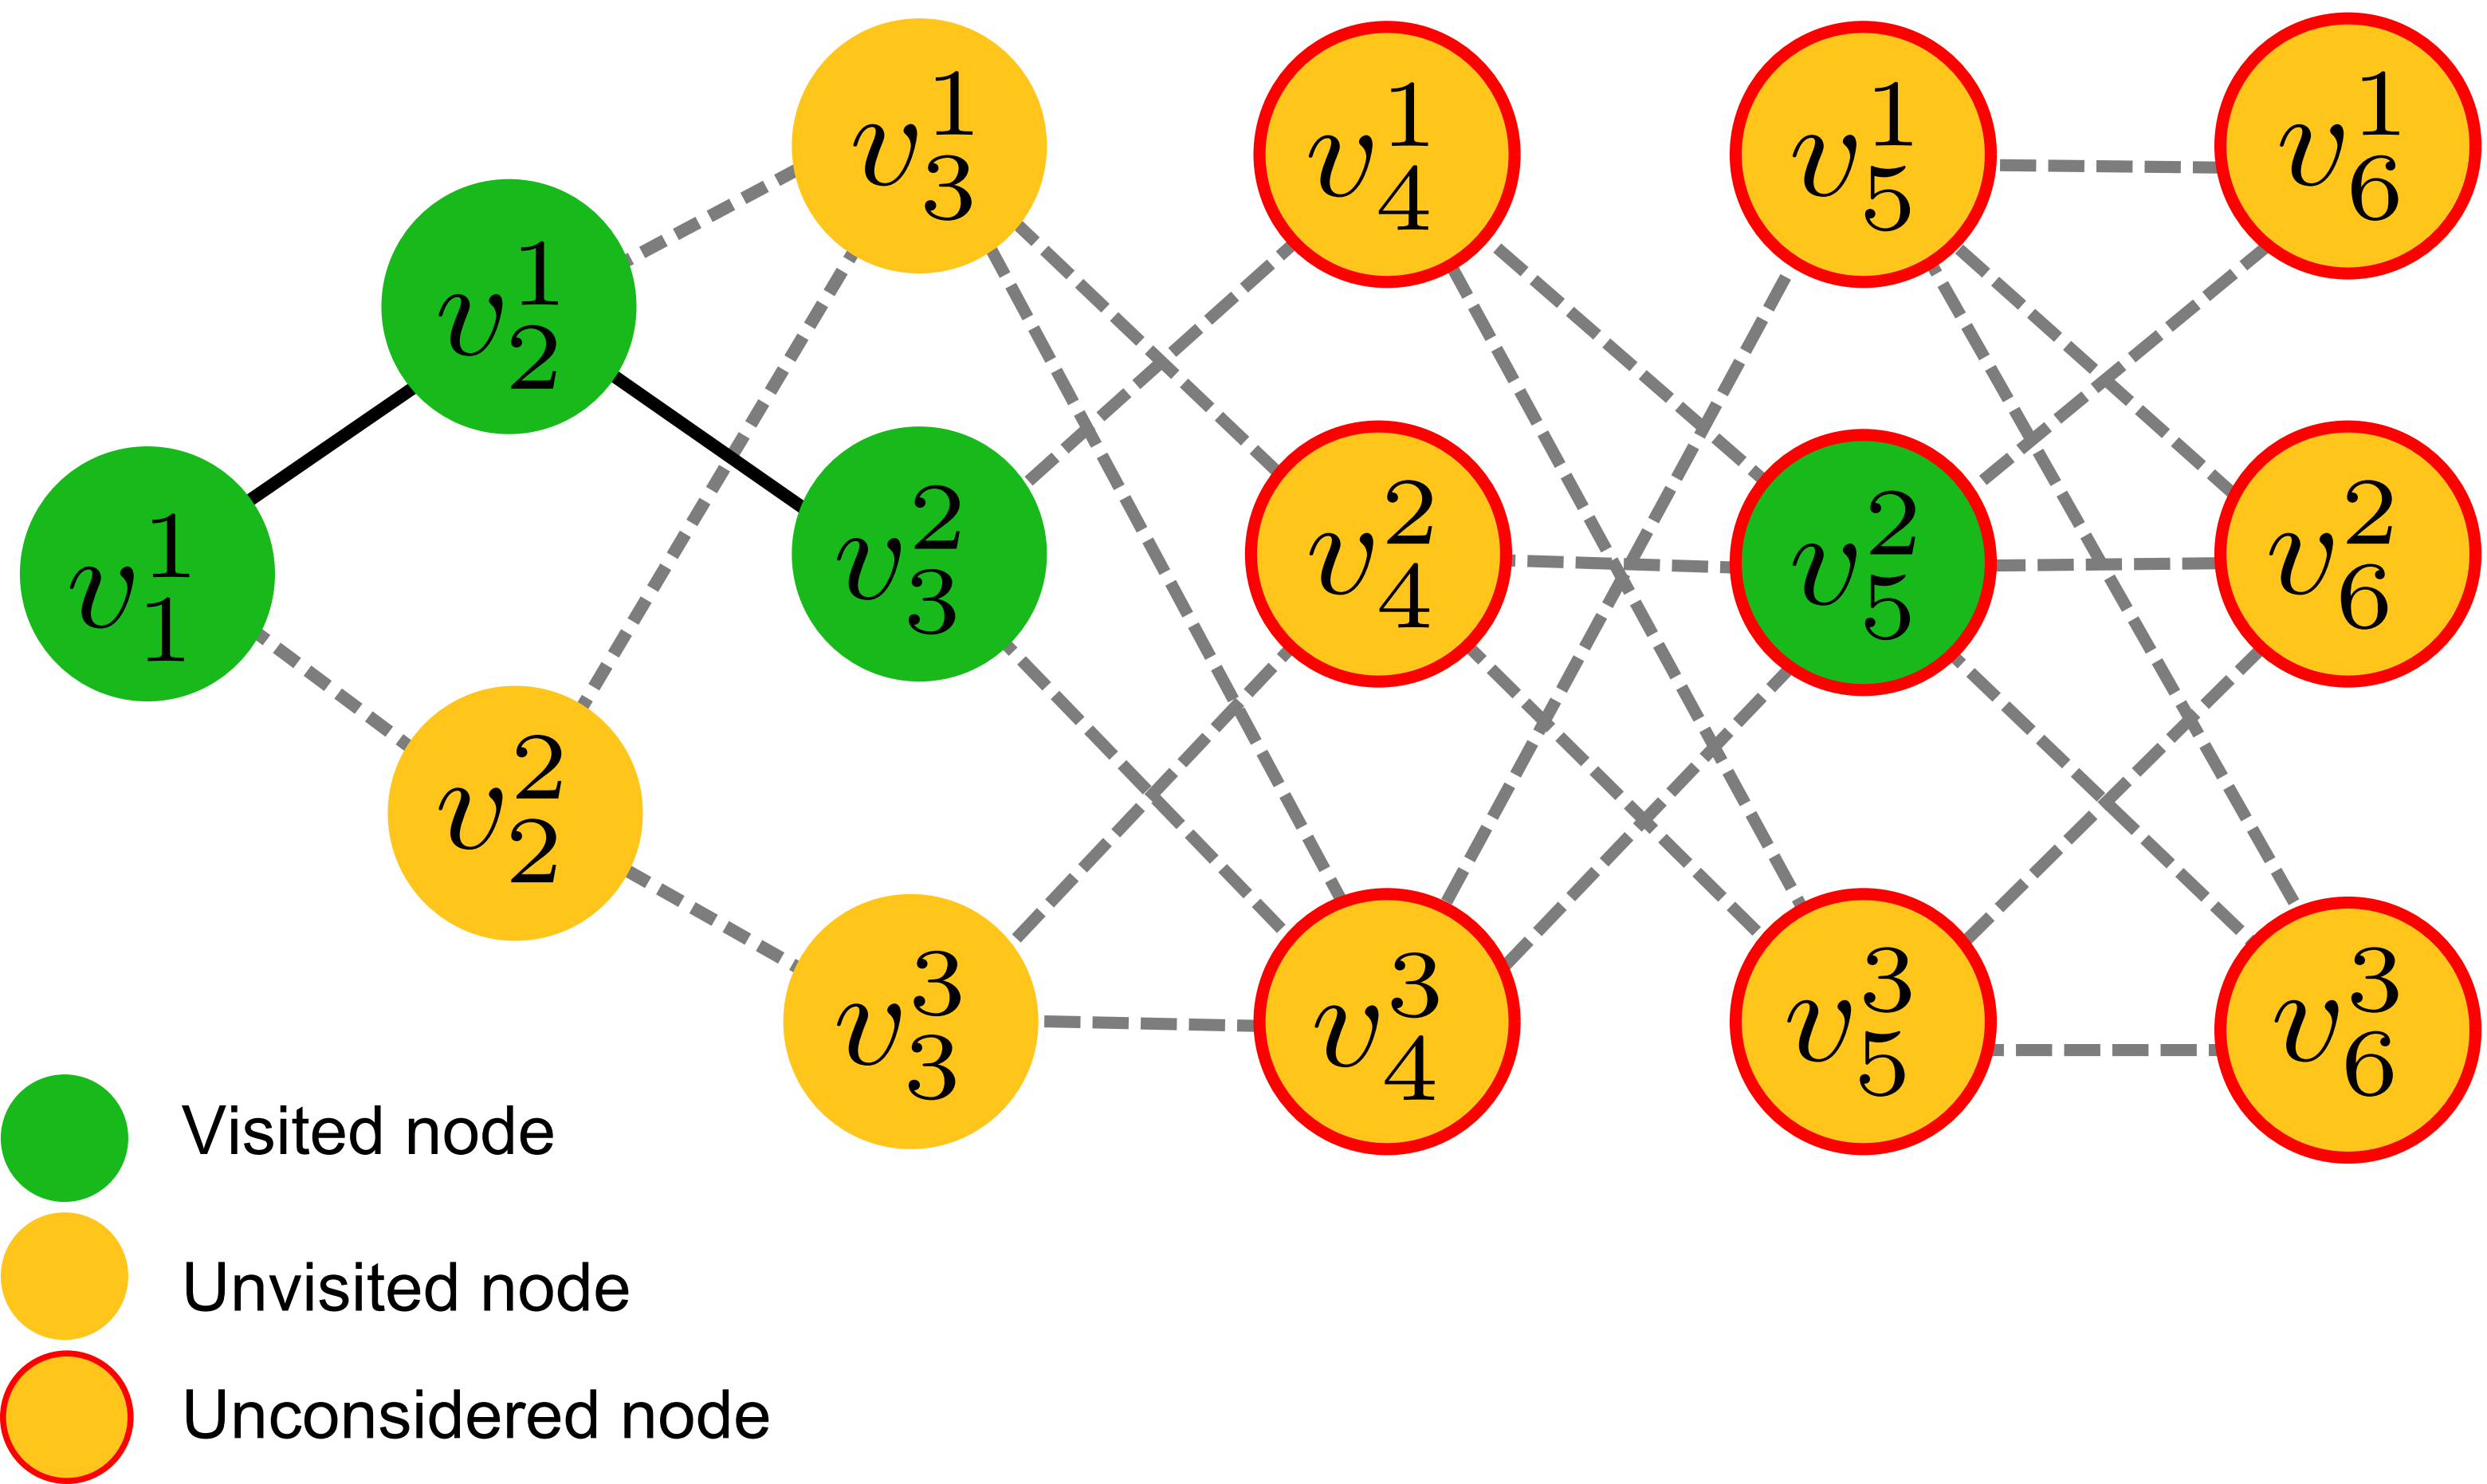 v_1^1
v_2^1
v_2^2
v_3^1
v_3^2
v_3^3
v_4^1
v_4^2
v_4^3
v_5^1
v_5^2
v_5^3
v_6^1
v_6^2
v_6^3
Visited node
Unvisited node
Unconsidered node